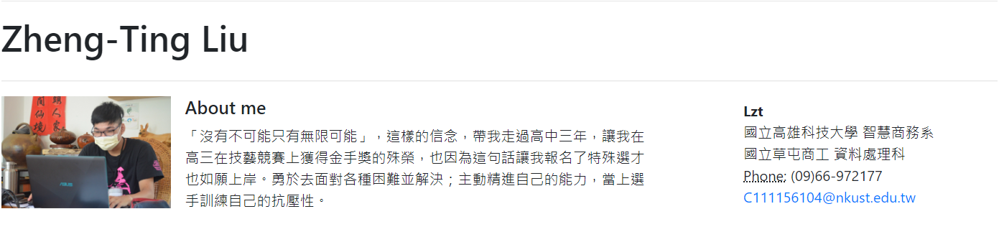 Zheng-Ting Liu
About me
「沒有不可能只有無限可能」，這樣的信念，帶我走過高中三年，讓我在
高三在技藝競賽上獲得金手獎的殊榮，也因為這句話讓我報名了特殊選才
也如願上岸。勇於去面對各種困難並解決；主動精進自己的能力，當上選
手訓練自己的抗壓性。
Lzt
國立高雄科技大學 智慧商務系
國立草屯商工 資料處理科
Phone: (09)66-972177
C111156104@nkust.edu.tw
人家
閒仙境
ASUS